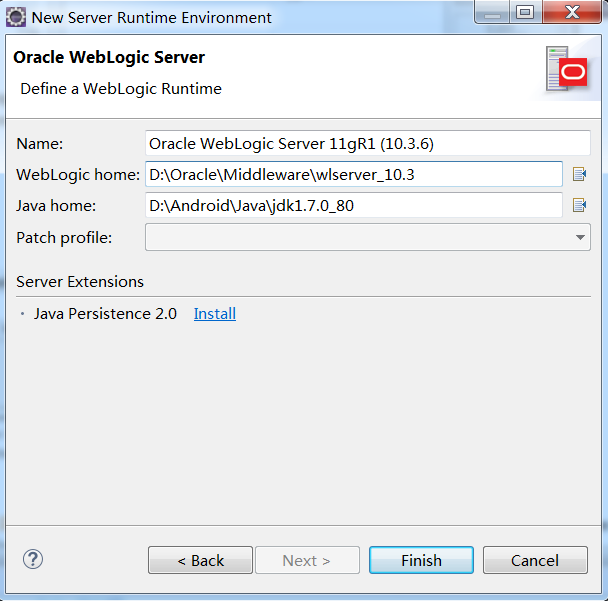 New Server Runtime Environment
Oracle WebLogic Server
Define a WebLogic Runtime
Name: Oracle WebLogic Server 11gR1 (10.3.6)
WebLogic home: D:\Oracle\Middleware\wlserver_10.3
Java home: D:\Android\Java\jdk1.7.0_80
Patch profile:
Server Extensions
· Java Persistence 2.0 Install
? < Back Next > Finish Cancel